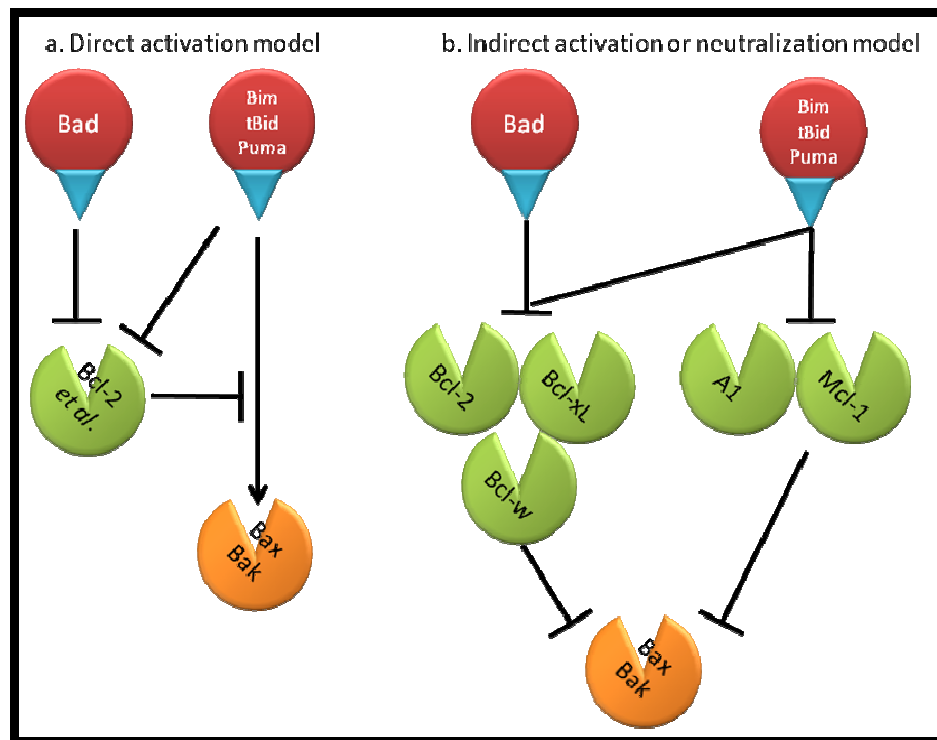 a. Direct activation model
Bad
Bim
tBid
Puma
Bcl-2
et al.
Bax
Bak
b. Indirect activation or neutralization model
Bad
Bim
tBid
Puma
Bcl-2
Bcl-xL
Bcl-w
A1
Mcl-1
Bax
Bak